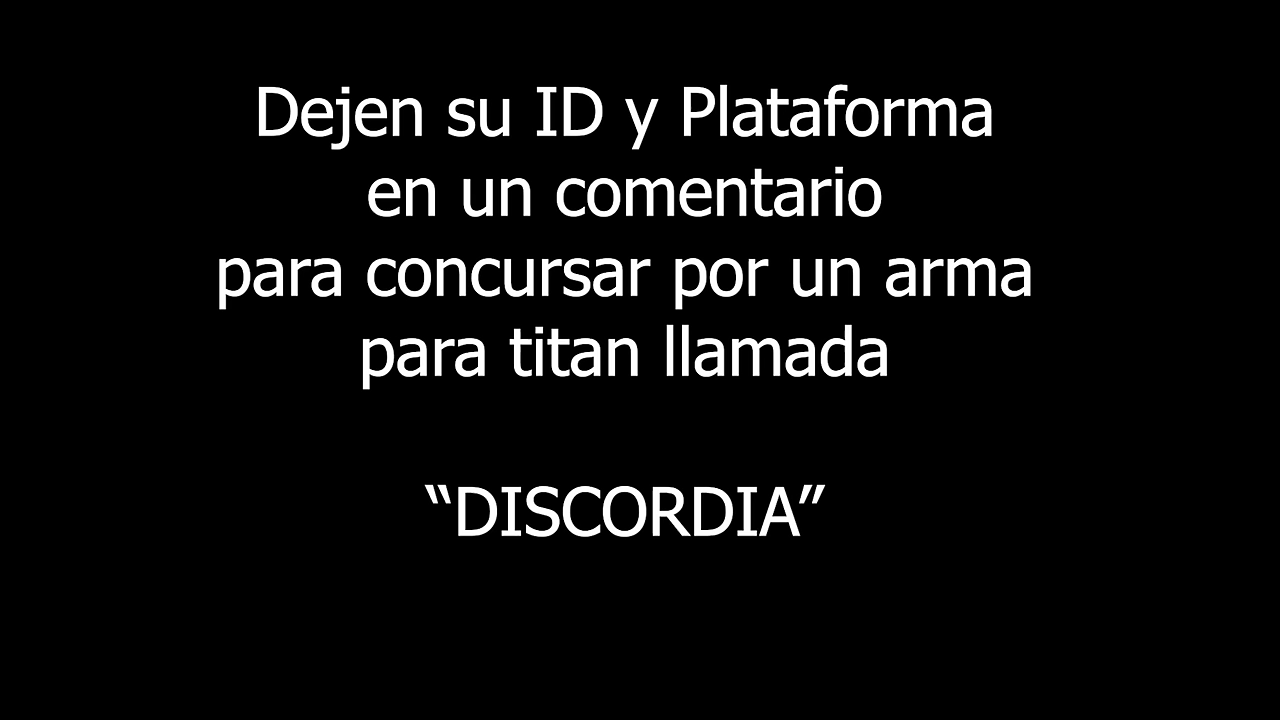 Dejen su ID y Plataforma
en un comentario
para concursar por un arma
para titan llamada
“DISCORDIA”